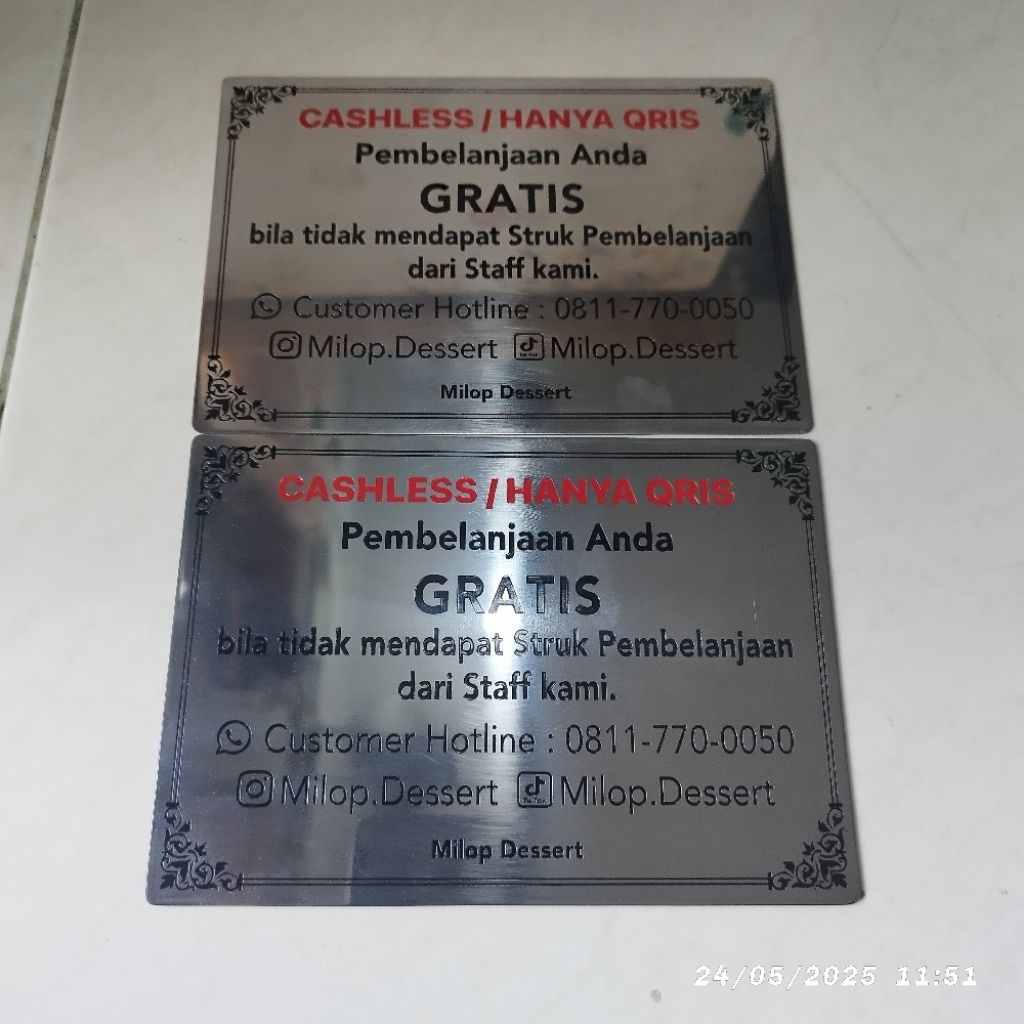 CASHLESS / HANYA QRIS
Pembelanjaan Anda
GRATIS
bila tidak mendapat Struk Pembelanjaan
dari Staff kami.
Customer Hotline : 0811-770-0050
Milop.Dessert Milop.Dessert
Milop Dessert
CASHLESS / HANYA QRIS
Pembelanjaan Anda
GRATIS
bila tidak mendapat Struk Pembelanjaan
dari Staff kami.
Customer Hotline : 0811-770-0050
Milop.Dessert TikTok Milop.Dessert
Milop Dessert
24/05/2025 11:51